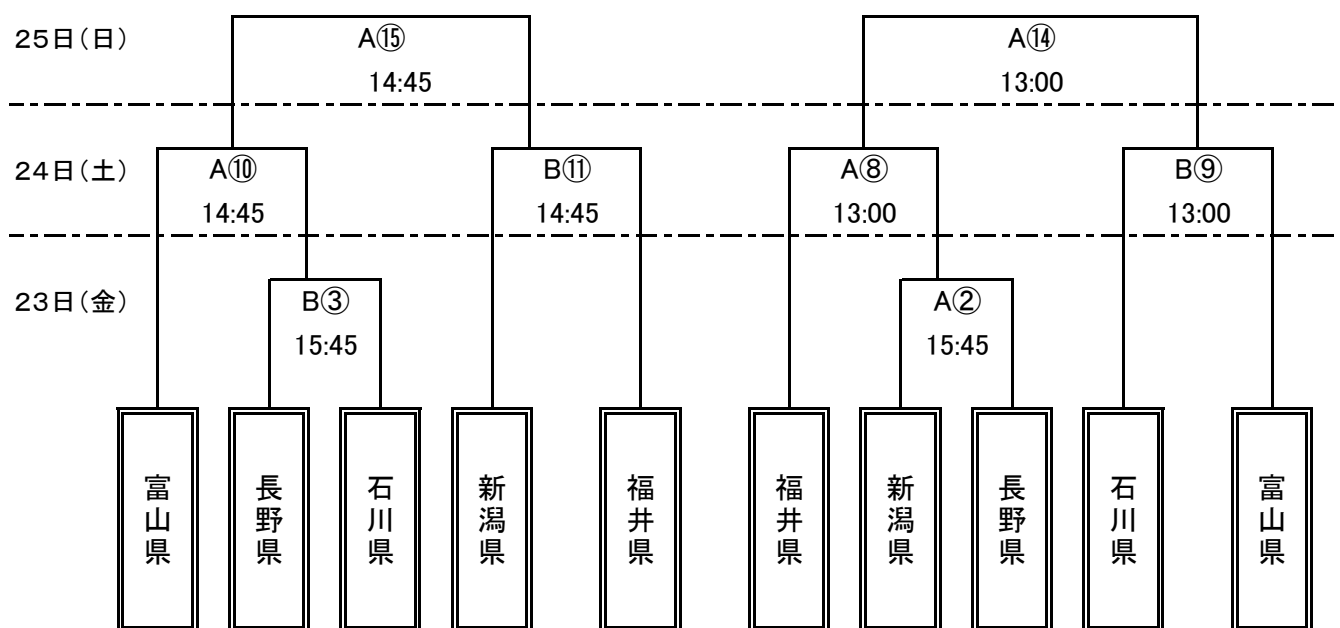 25日(日)
A⑮
14:45
A⑭
13:00
24日(土)
A⑩
14:45
B⑪
14:45
A⑧
13:00
B⑨
13:00
23日(金)
B③
15:45
A②
15:45
富山県
長野県
石川県
新潟県
福井県
福井県
新潟県
長野県
石川県
富山県